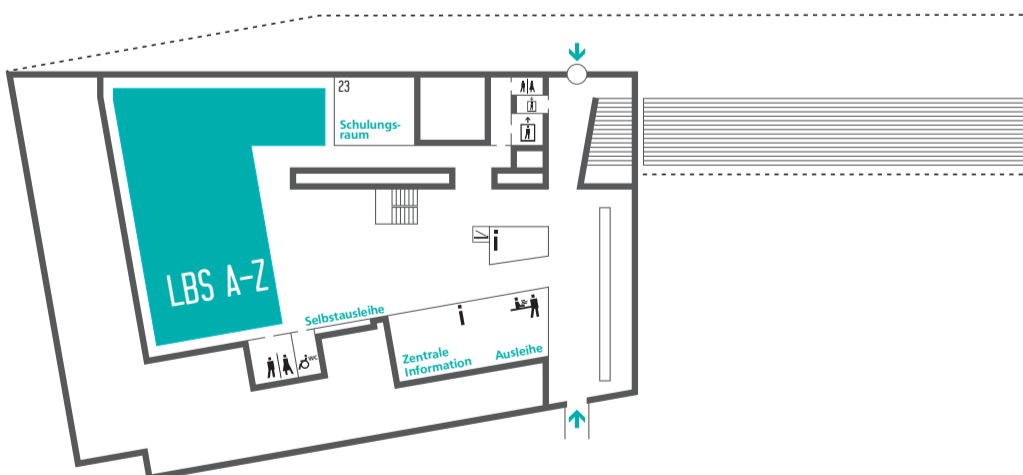 23
Schulungs-
raum
LBS A-Z
i
Selbstausleihe
i
Zentrale
Information
Ausleihe
WC